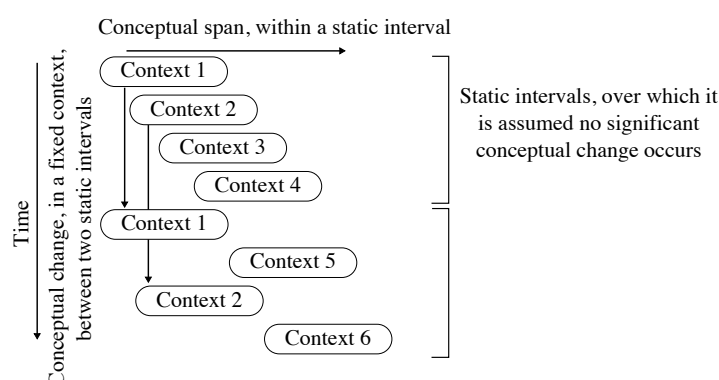 Conceptual span, within a static interval
Context 1
Context 2
Context 3
Context 4
Context 1
Context 5
Context 2
Context 6
Time
Conceptual change, in a fixed context,
between two static intervals
Static intervals, over which it
is assumed no significant
conceptual change occurs